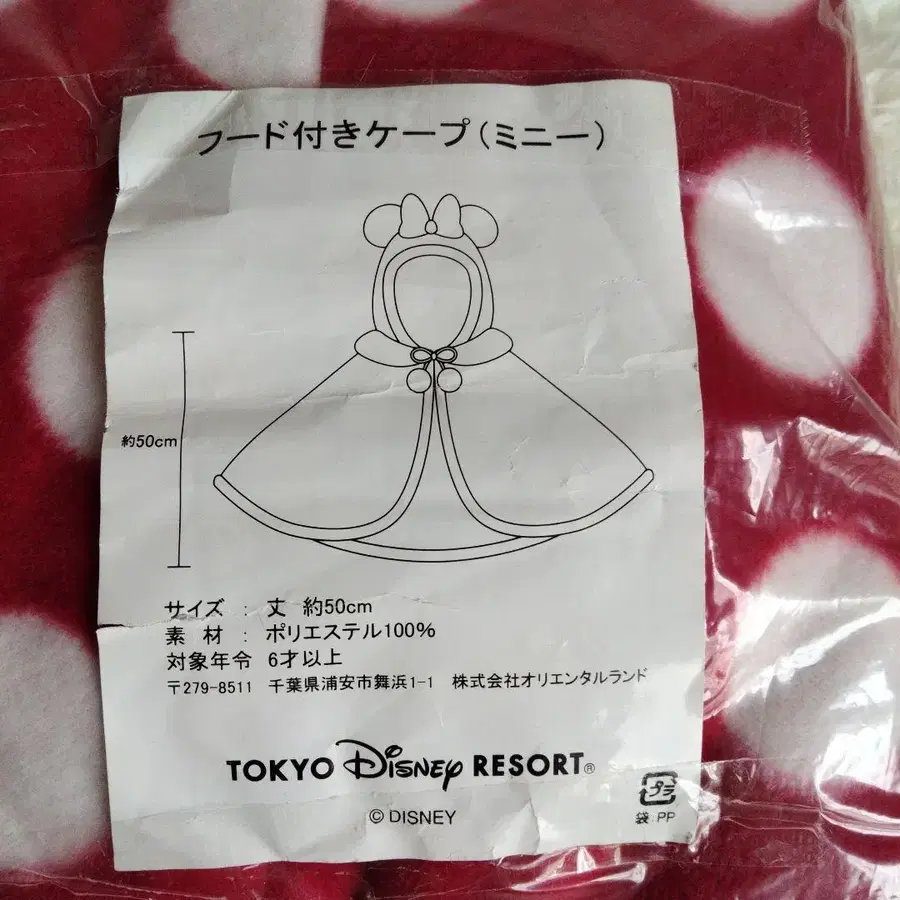 フード付きケープ(ミニー)
約50cm
サイズ : 丈 約50cm
素 材 : ポリエステル100%
対象年令 6才以上
〒279-8511 千葉県浦安市舞浜1-1 株式会社オリエンタルランド
TOKYO Disney RESORT®
© DISNEY
プラ
袋:PP